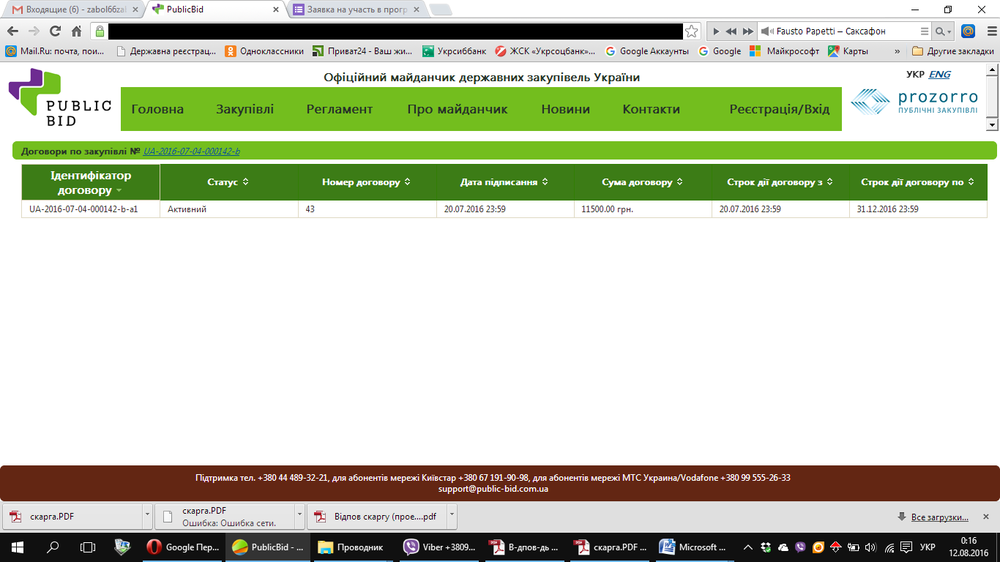 Входящие (6) - zabol66zal
PublicBid
Заявка на участь в прогр
Fausto Papetti – Саксафон
Mail.Ru: почта, пои...
Державна реєстрац...
Одноклассники
Приват24 - Ваш жи...
Укрсиббанк
ЖСК «Укрсоцбанк»...
Google Аккаунты
Google
Майкрософт
Карты
»
Другие закладки
PUBLIC
BID
Офіційний майданчик державних закупівель України
УКР ENG
Головна
Закупівлі
Регламент
Про майданчик
Новини
Контакти
Реєстрація/Вхід
prozorro
ПУБЛІЧНІ ЗАКУПІВЛІ
Договори по закупівлі № UA-2016-07-04-000142-b
Ідентифікатор
договору
Статус
Номер договору
Дата підписання
Сума договору
Строк дії договору з
Строк дії договору по
UA-2016-07-04-000142-b-a1
Активний
43
20.07.2016 23:59
11500.00 грн.
20.07.2016 23:59
31.12.2016 23:59
Підтримка тел. +380 44 489-32-21, для абонентів мережі Київстар +380 67 191-90-98, для абонентів мережі МТС Украина/Vodafone +380 99 555-26-33
support@public-bid.com.ua
скарга.PDF
скарга.PDF
Ошибка: Ошибка сети.
Відпов скаргу (прое....pdf
Все загрузки...
Google Пер...
PublicBid - ...
Проводник
Viber +3809...
В-дпов-дь ...
скарга.PDF ...
Microsoft ...
УКР
0:16
12.08.2016